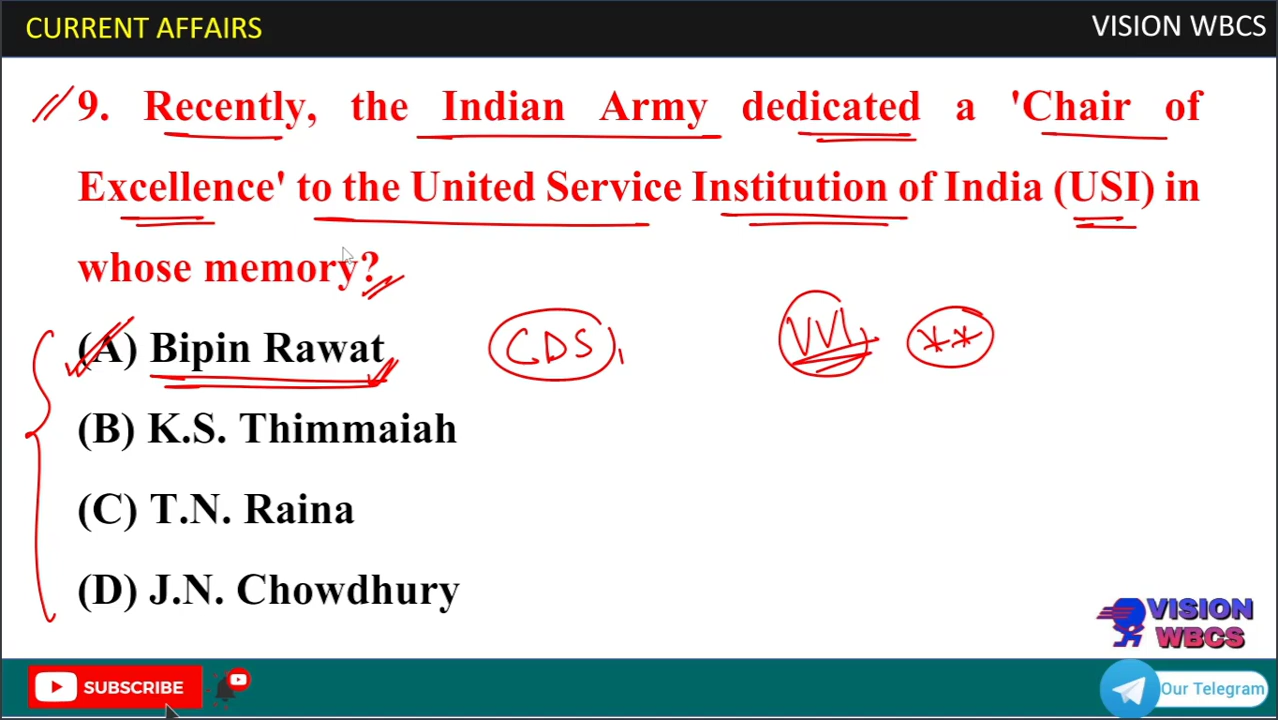 CURRENT AFFAIRS
VISION WBCS
9. Recently, the Indian Army dedicated a 'Chair of
Excellence' to the United Service Institution of India (USI) in
whose memory?
(A) Bipin Rawat CDS, VVI **
(B) K.S. Thimmaiah
(C) T.N. Raina
(D) J.N. Chowdhury
VISION
WBCS
SUBSCRIBE
Our Telegram